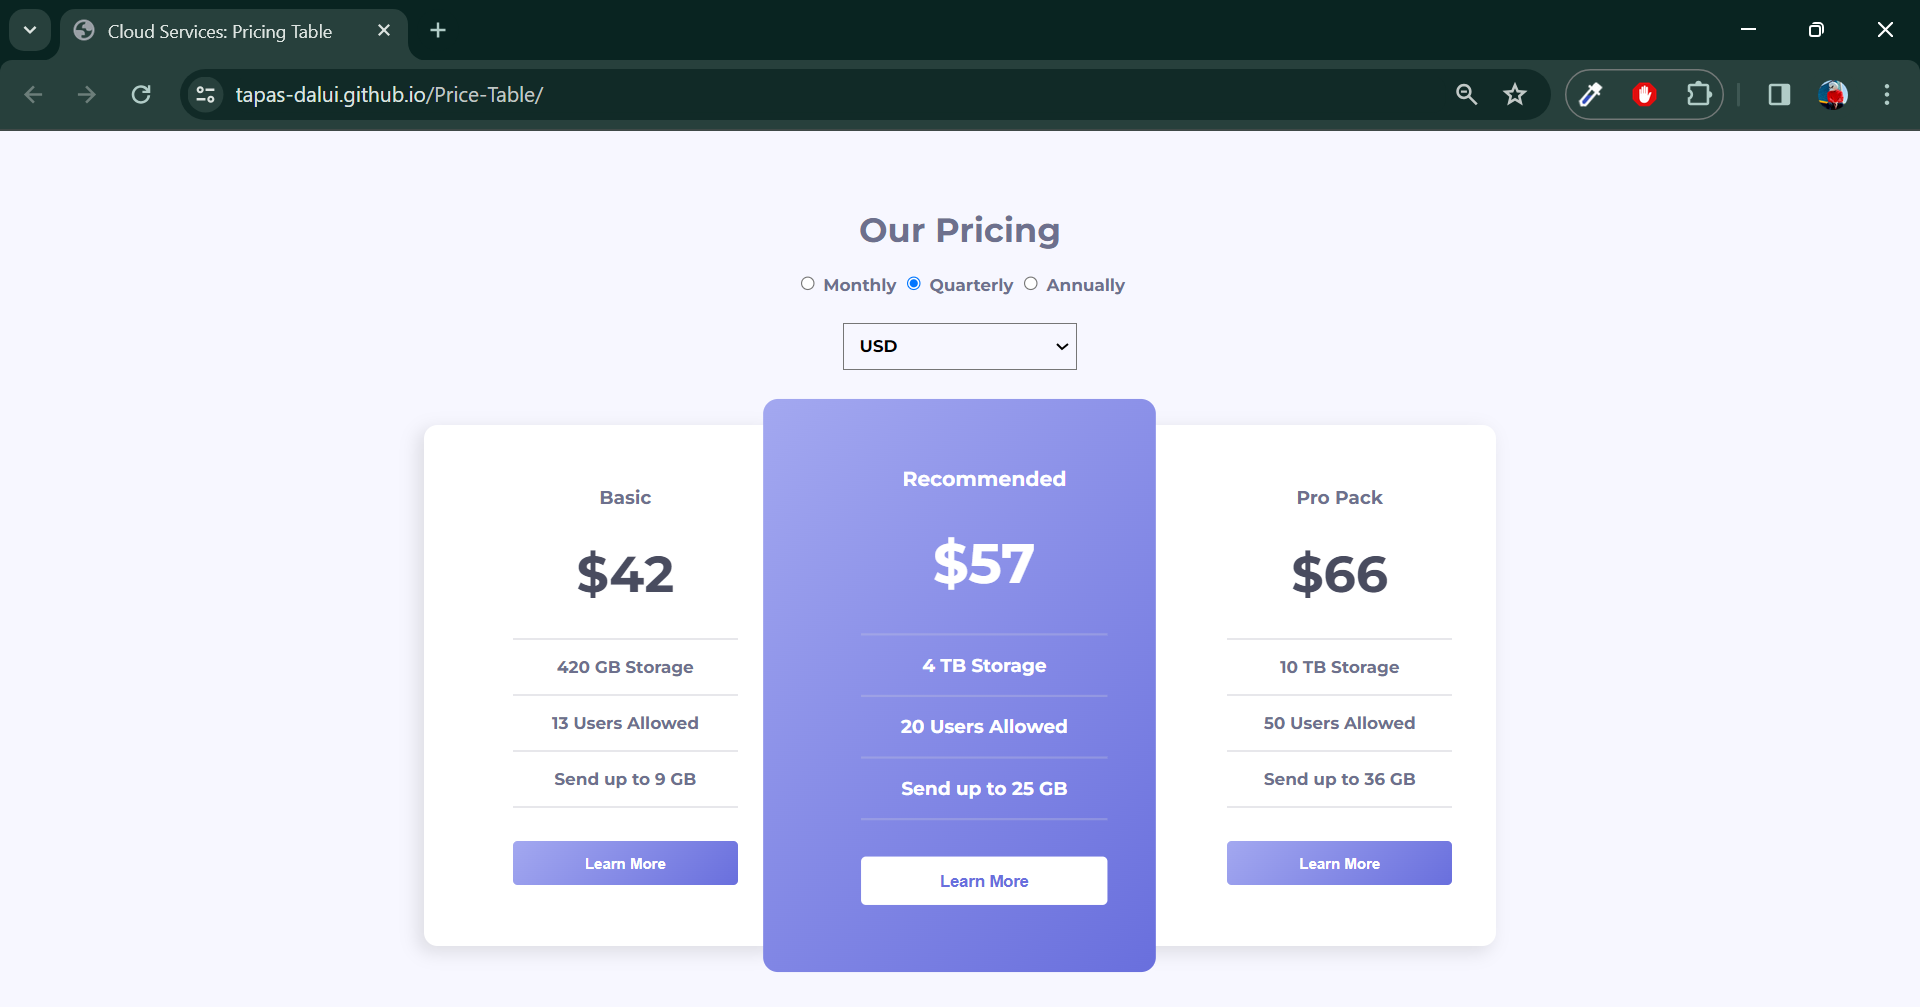 Cloud Services: Pricing Table
tapas-dalui.github.io/Price-Table/
Our Pricing
Monthly Quarterly Annually
USD
Basic
$42
420 GB Storage
13 Users Allowed
Send up to 9 GB
Learn More
Recommended
$57
4 TB Storage
20 Users Allowed
Send up to 25 GB
Learn More
Pro Pack
$66
10 TB Storage
50 Users Allowed
Send up to 36 GB
Learn More